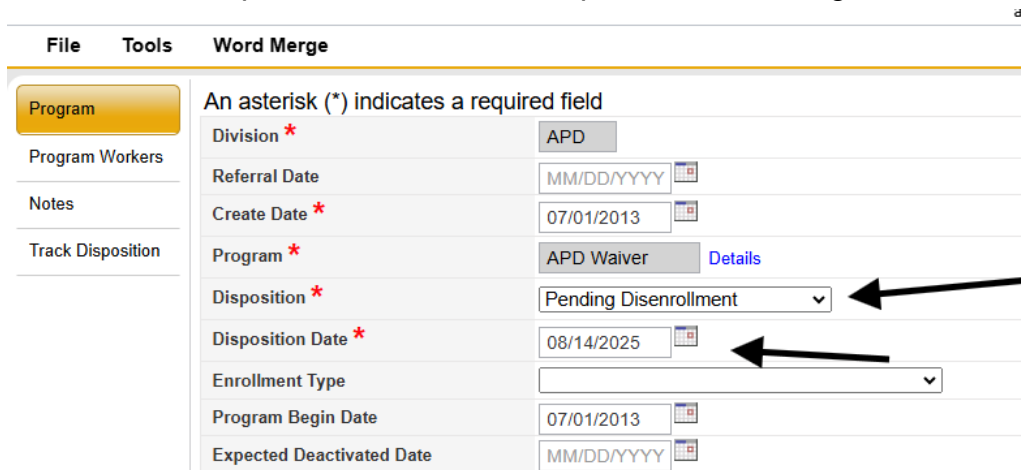 File Tools Word Merge
Program
Program Workers
Notes
Track Disposition
An asterisk (*) indicates a required field
Division * APD
Referral Date MM/DD/YYYY
Create Date * 07/01/2013
Program * APD Waiver Details
Disposition * Pending Disenrollment
Disposition Date * 08/14/2025
Enrollment Type
Program Begin Date 07/01/2013
Expected Deactivated Date MM/DD/YYYY